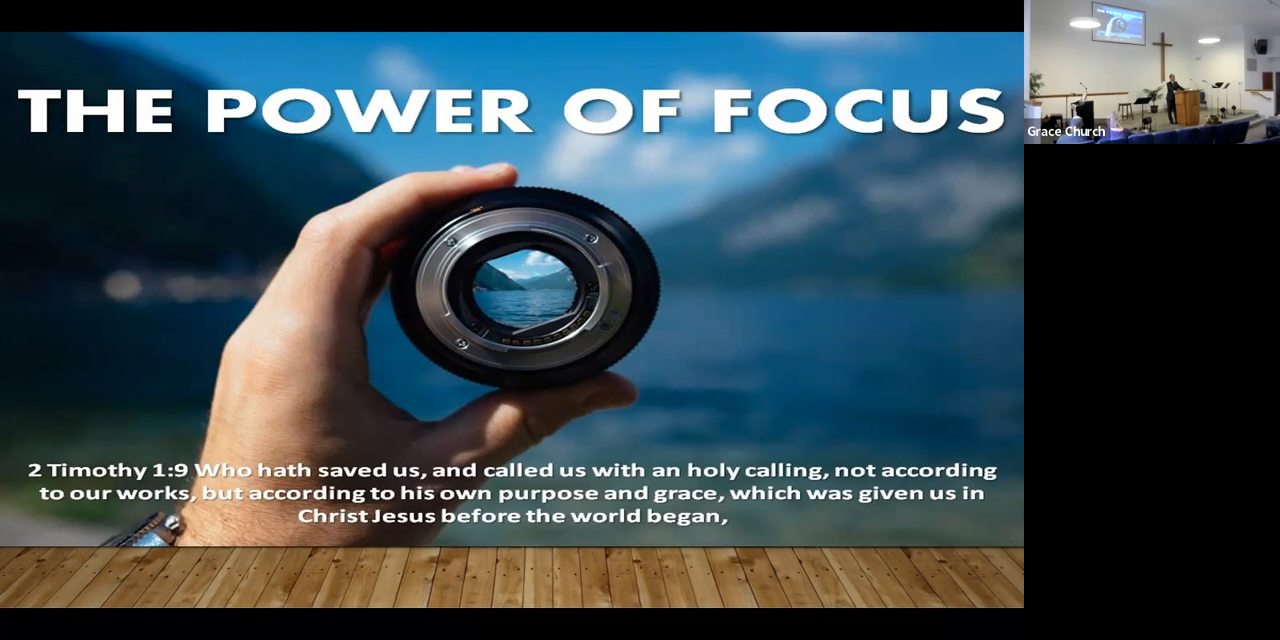 THE POWER OF FOCUS
2 Timothy 1:9 Who hath saved us, and called us with an holy calling, not according
to our works, but according to his own purpose and grace, which was given us in
Christ Jesus before the world began,
Grace Church